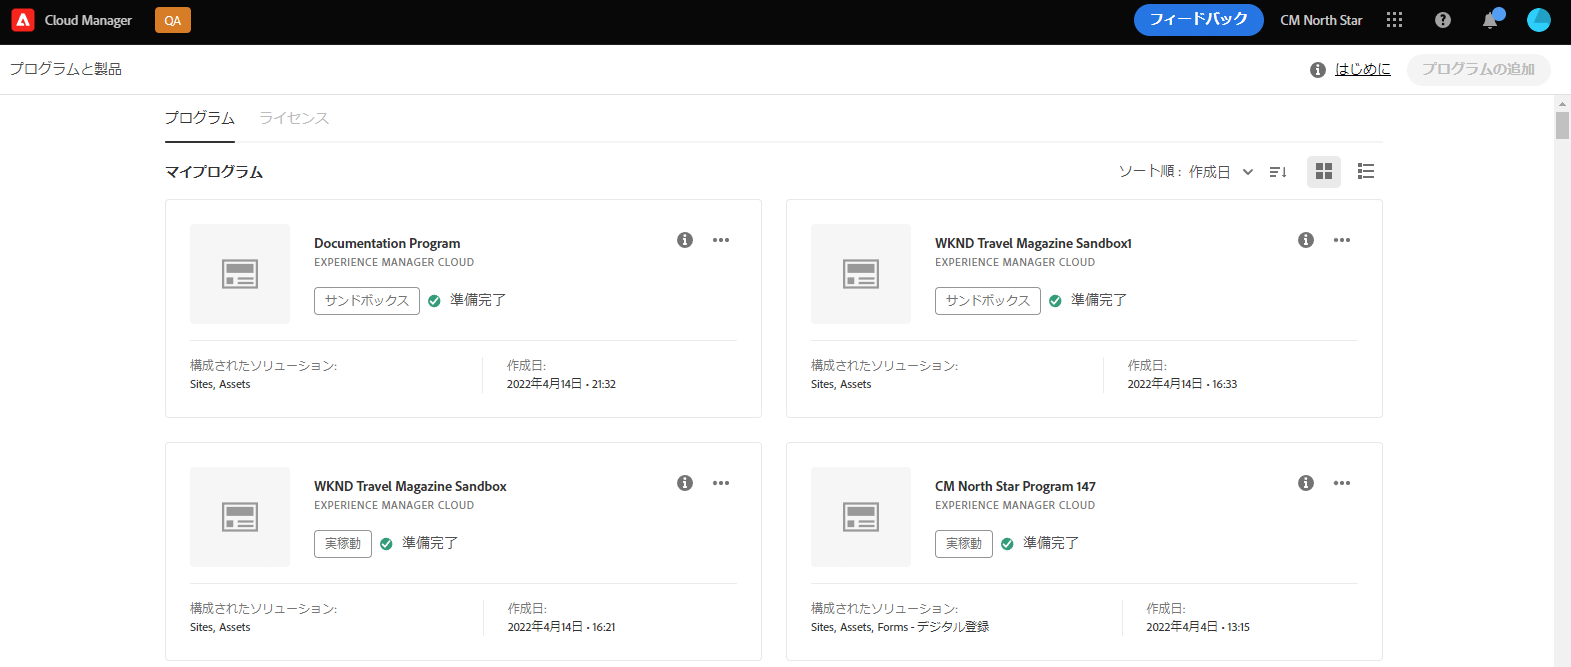 Cloud Manager QA フィードバック CM North Star
プログラムと製品 はじめに プログラムの追加
プログラム ライセンス
マイプログラム ソート順 : 作成日
Documentation Program
EXPERIENCE MANAGER CLOUD
サンドボックス 準備完了
構成されたソリューション:
Sites, Assets
作成日:
2022年4月14日 • 21:32
WKND Travel Magazine Sandbox1
EXPERIENCE MANAGER CLOUD
サンドボックス 準備完了
構成されたソリューション:
Sites, Assets
作成日:
2022年4月14日 • 16:33
WKND Travel Magazine Sandbox
EXPERIENCE MANAGER CLOUD
実稼動 準備完了
構成されたソリューション:
Sites, Assets
作成日:
2022年4月14日 • 16:21
CM North Star Program 147
EXPERIENCE MANAGER CLOUD
実稼動 準備完了
構成されたソリューション:
Sites, Assets, Forms - デジタル登録
作成日:
2022年4月4日 • 13:15